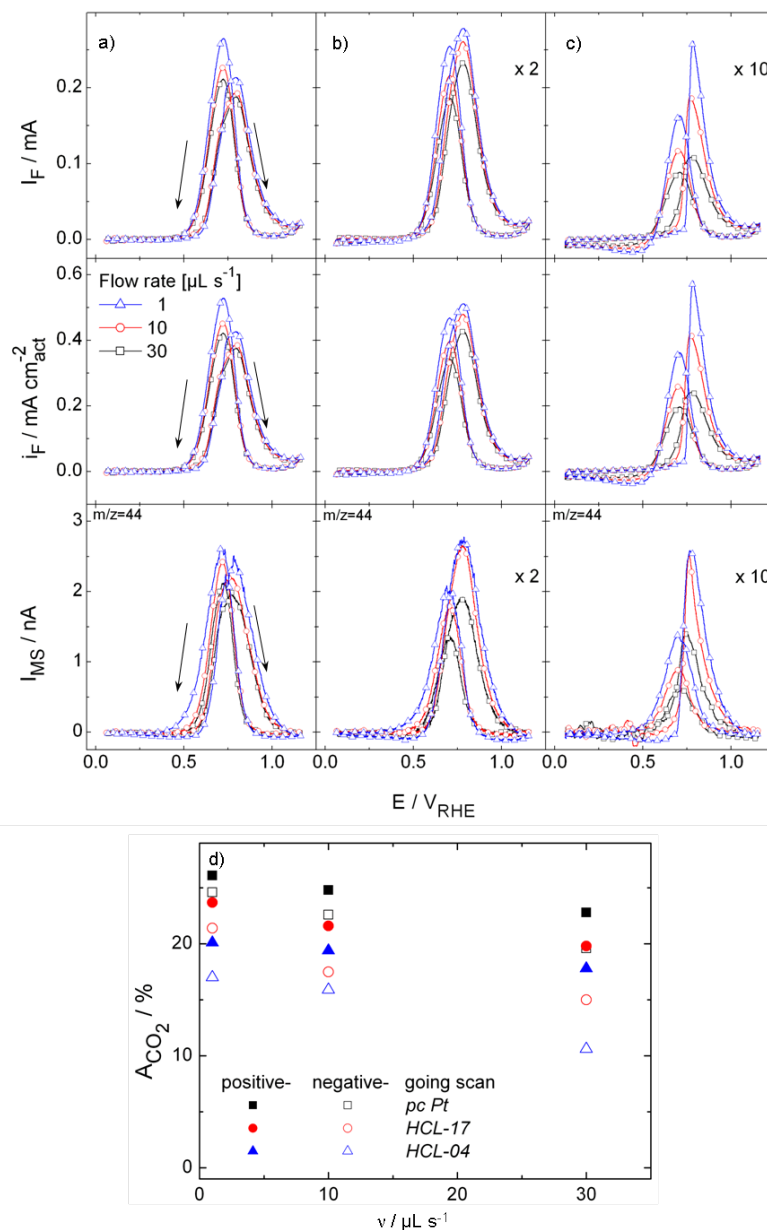 a)
b)
c)
x 2
x 10
0.2
0.1
0.0
I_F / mA
Flow rate [µL s⁻¹]
1
10
30
0.6
0.4
0.2
0.0
i_F / mA cm⁻²_act
m/z=44
m/z=44
m/z=44
x 2
x 10
3
2
1
0
I_MS / nA
0.0 0.5 1.0 0.0 0.5 1.0 0.0 0.5 1.0
E / V_RHE
d)
20
10
0
A_CO₂ / %
positive- negative- going scan
pc Pt
HCL-17
HCL-04
0 10 20 30
ν / µL s⁻¹